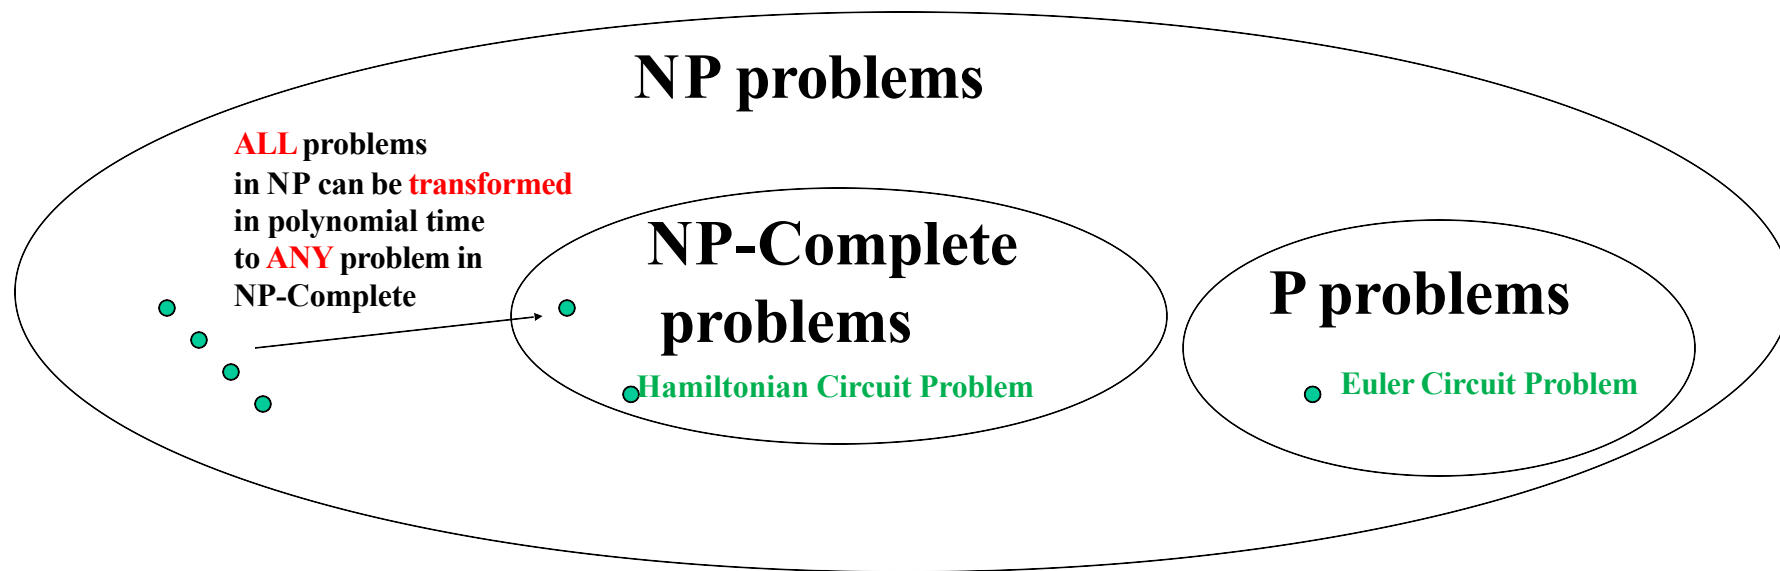 NP problems
ALL problems
in NP can be transformed
in polynomial time
to ANY problem in
NP-Complete
NP-Complete
problems
Hamiltonian Circuit Problem
P problems
Euler Circuit Problem